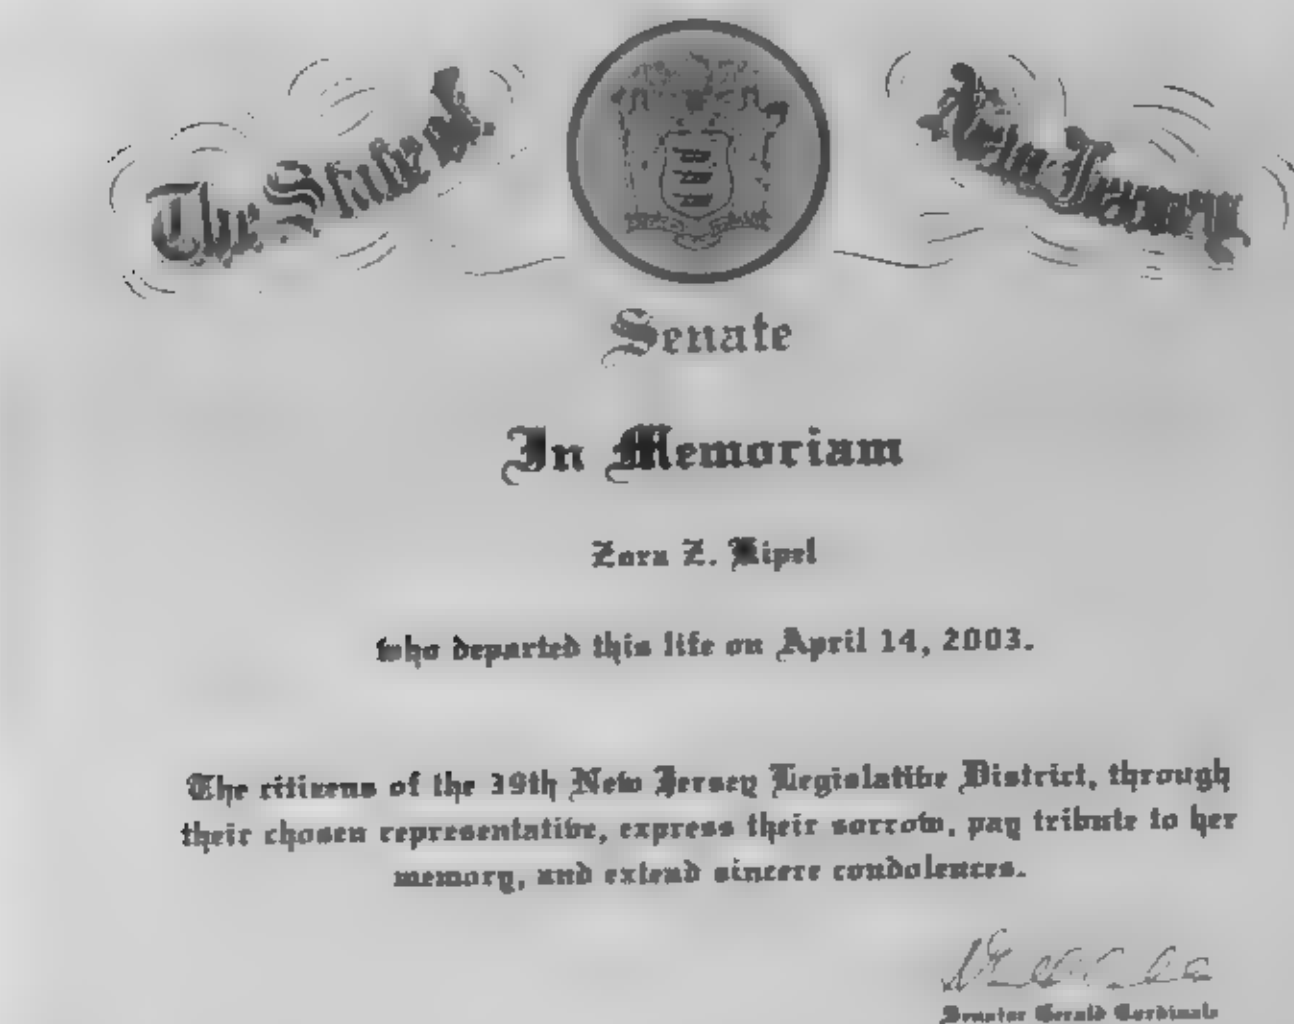 The State of
New Jersey
Senate
In Memoriam
Zora Z. Kipel
who departed this life on April 14, 2003.
The citizens of the 39th New Jersey Legislative District, through
their chosen representative, express their sorrow, pay tribute to her
memory, and extend sincere condolences.
Senator Gerald Cardinale